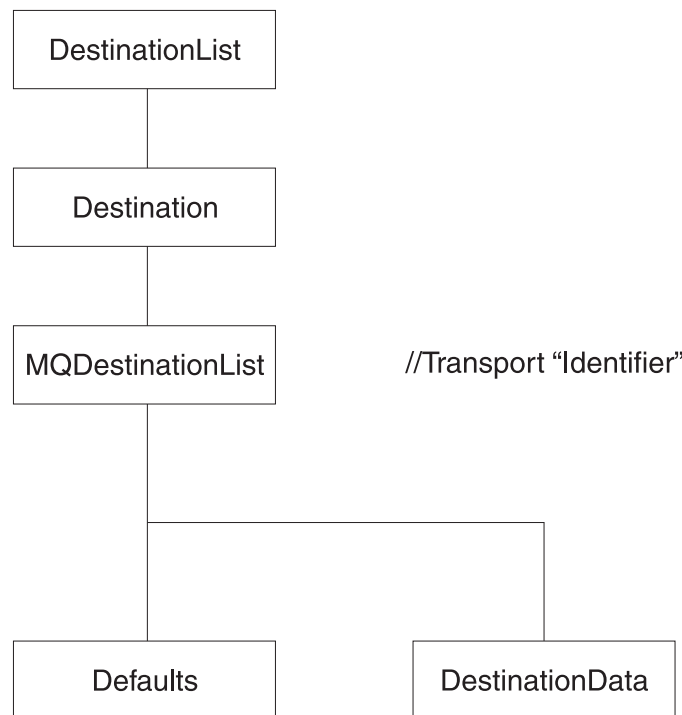 DestinationList
Destination
MQDestinationList
//Transport “Identifier”
Defaults
DestinationData